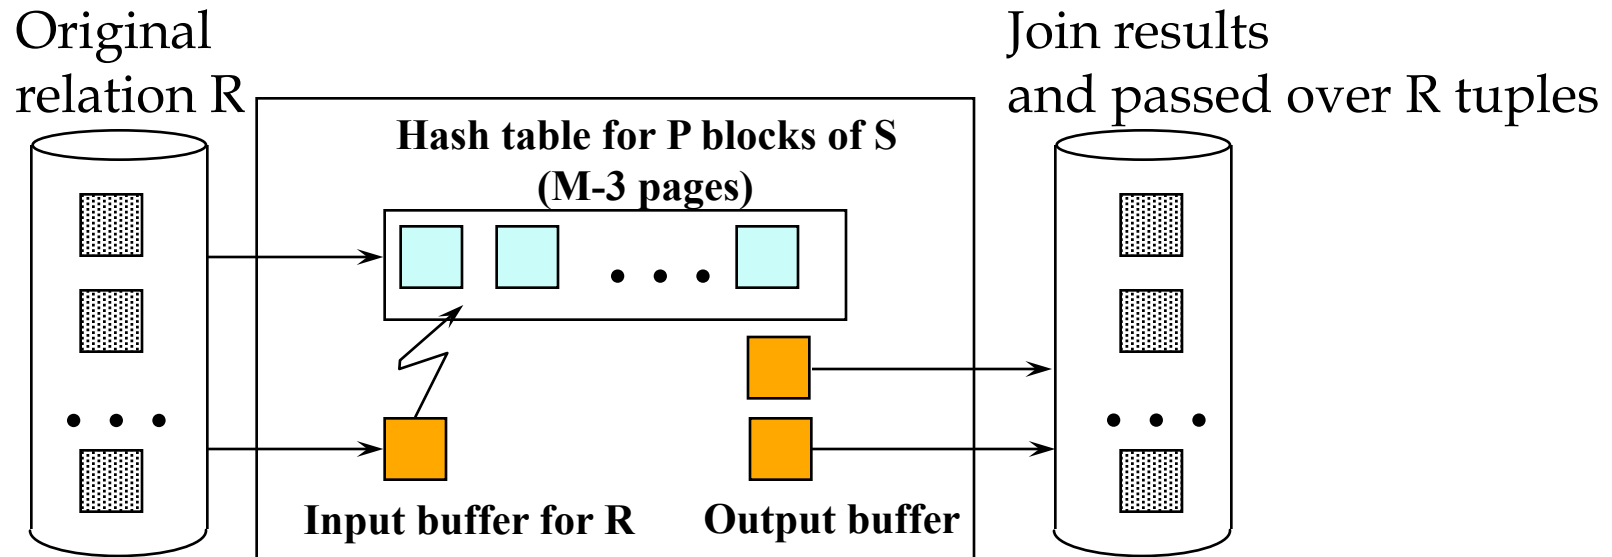 Original
relation R
Join results
and passed over R tuples
Hash table for P blocks of S
(M-3 pages)
Input buffer for R
Output buffer